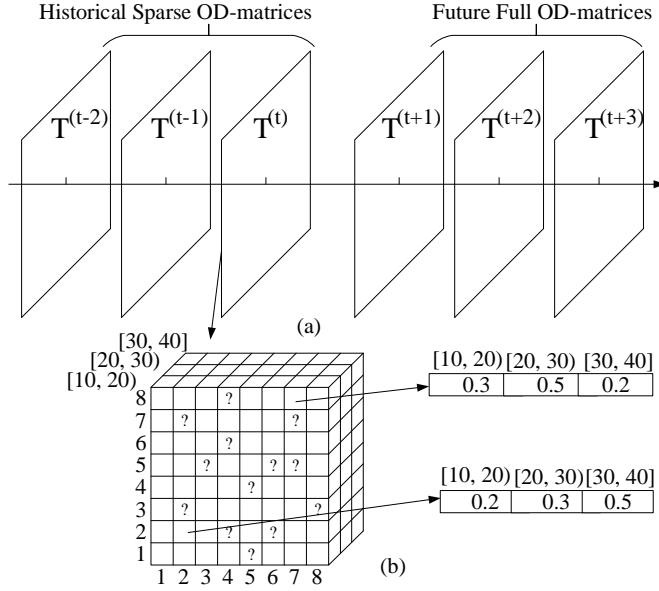 Historical Sparse OD-matrices Future Full OD-matrices
T(t-2) T(t-1) T(t) T(t+1) T(t+2) T(t+3)
(a)
[30, 40]
[20, 30)
[10, 20)
[10, 20) [20, 30) [30, 40]
0.3 0.5 0.2
8 ?
7 ? ?
6 ?
5 ? ? ?
4 ?
3 ? ?
2 ? ?
1 ?
1 2 3 4 5 6 7 8
[10, 20) [20, 30) [30, 40]
0.2 0.3 0.5
(b)